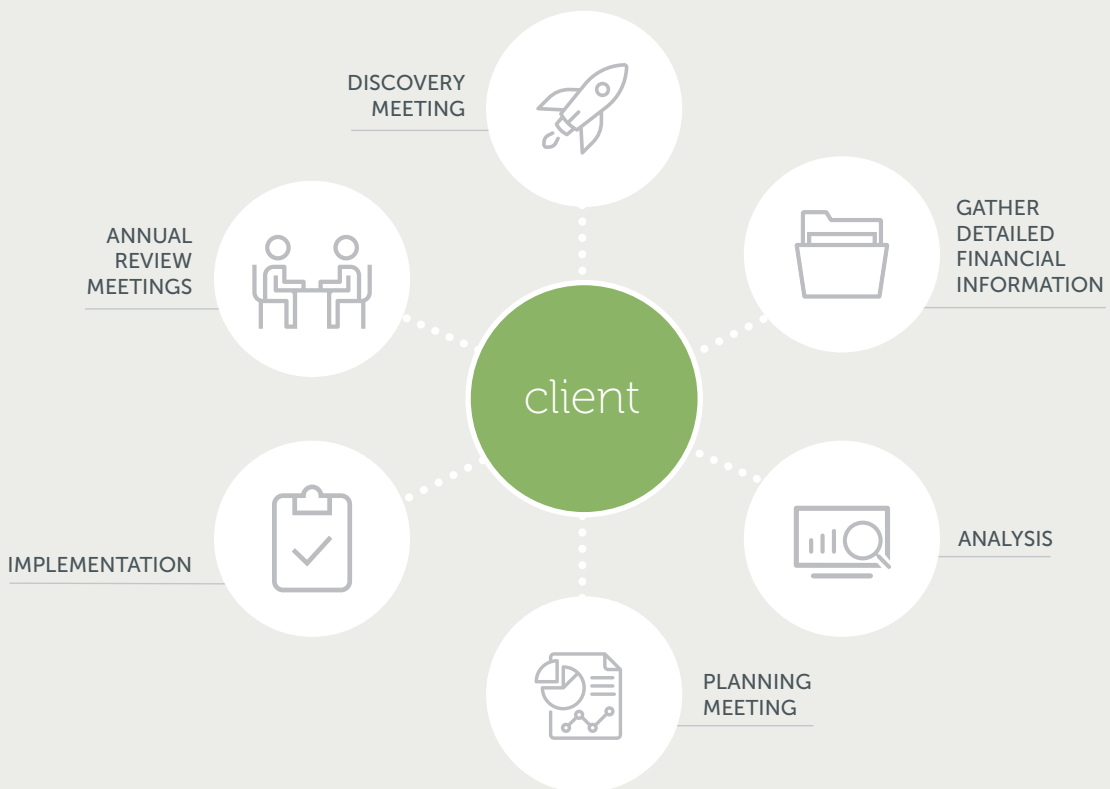 DISCOVERY
MEETING
GATHER
DETAILED
FINANCIAL
INFORMATION
ANALYSIS
PLANNING
MEETING
IMPLEMENTATION
ANNUAL
REVIEW
MEETINGS
client